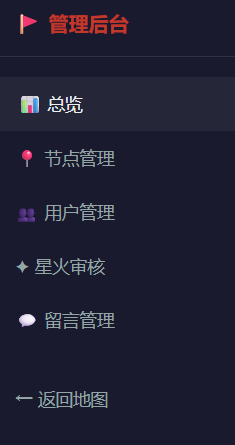 🚩 管理后台
📊 总览
📍 节点管理
👥 用户管理
✦ 星火审核
💬 留言管理
← 返回地图